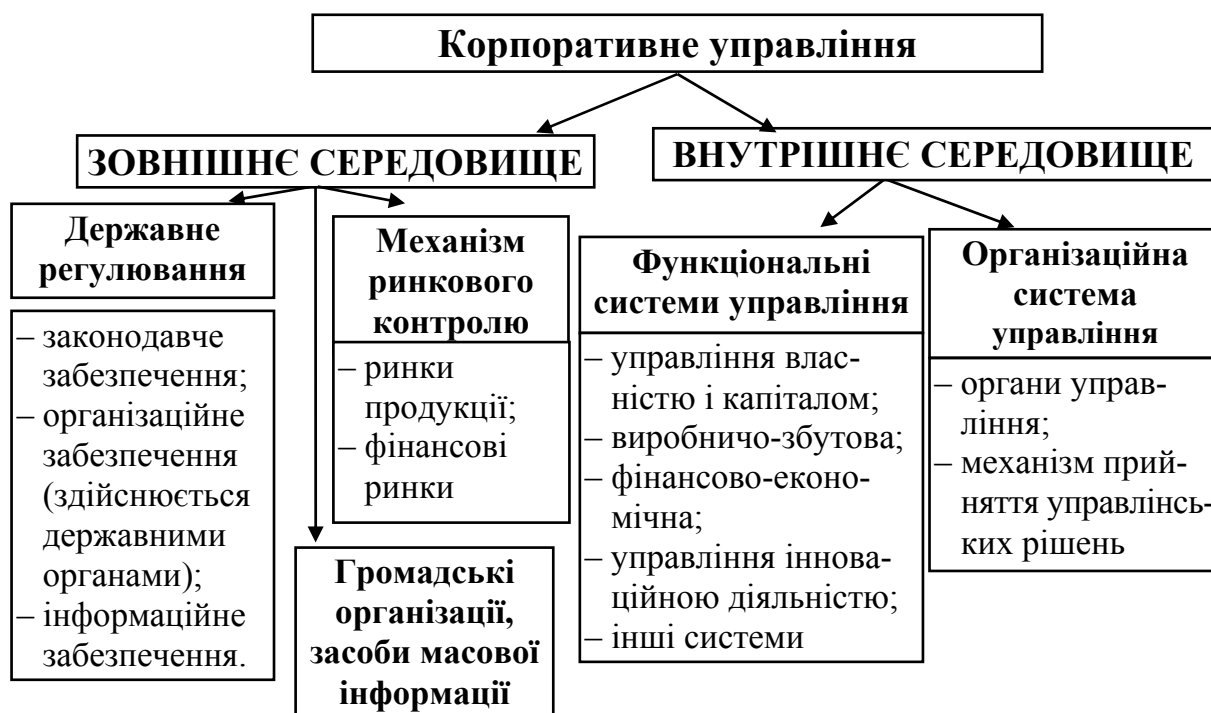 Корпоративне управління
ЗОВНІШНЄ СЕРЕДОВИЩЕ
ВНУТРІШНЄ СЕРЕДОВИЩЕ
Державне
регулювання
– законодавче
забезпечення;
– організаційне
забезпечення
(здійснюється
державними
органами);
– інформаційне
забезпечення.
Механізм
ринкового
контролю
– ринки
продукції;
– фінансові
ринки
Громадські
організації,
засоби масової
інформації
Функціональні
системи управління
– управління влас-
ністю і капіталом;
– виробничо-збутова;
– фінансово-еконо-
мічна;
– управління іннова-
ційною діяльністю;
– інші системи
Організаційна
система
управління
– органи управ-
ління;
– механізм прий-
няття управлінсь-
ких рішень